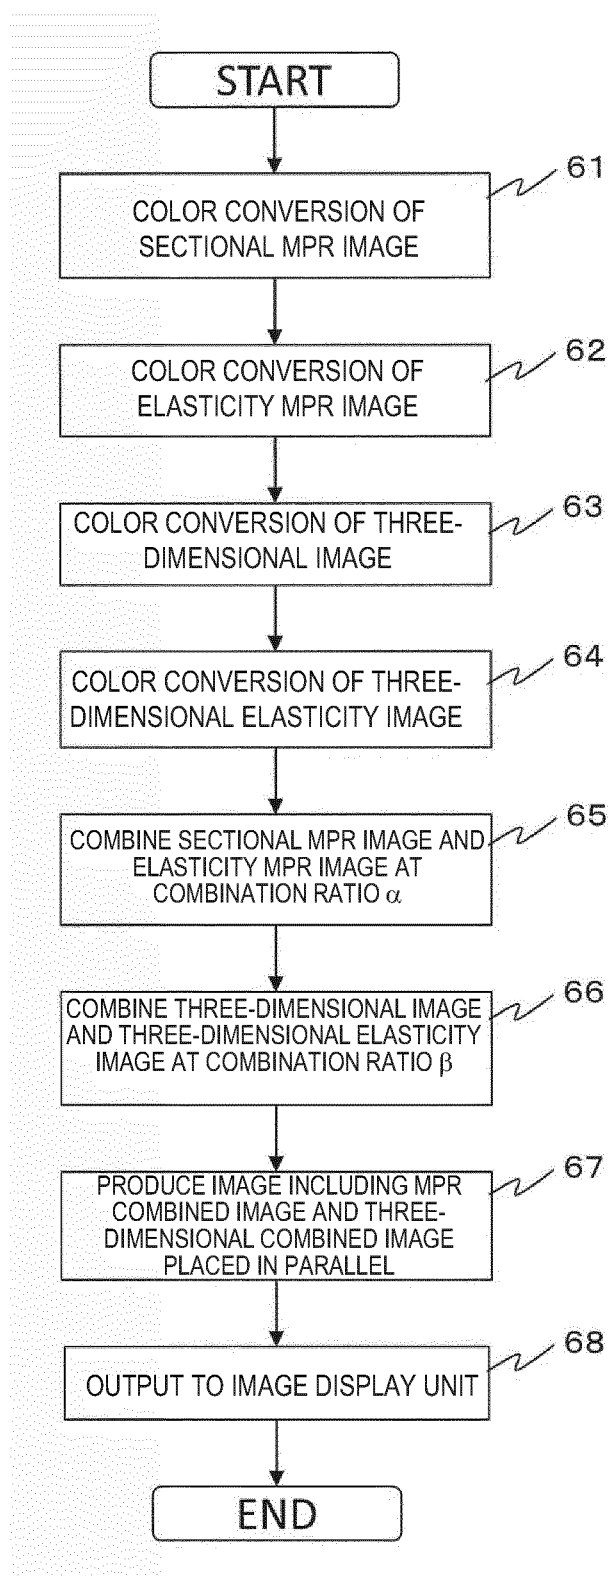 START
61
COLOR CONVERSION OF
SECTIONAL MPR IMAGE
62
COLOR CONVERSION OF
ELASTICITY MPR IMAGE
63
COLOR CONVERSION OF THREE-
DIMENSIONAL IMAGE
64
COLOR CONVERSION OF THREE-
DIMENSIONAL ELASTICITY IMAGE
65
COMBINE SECTIONAL MPR IMAGE AND
ELASTICITY MPR IMAGE AT
COMBINATION RATIO α
66
COMBINE THREE-DIMENSIONAL IMAGE
AND THREE-DIMENSIONAL ELASTICITY
IMAGE AT COMBINATION RATIO β
67
PRODUCE IMAGE INCLUDING MPR
COMBINED IMAGE AND THREE-
DIMENSIONAL COMBINED IMAGE
PLACED IN PARALLEL
68
OUTPUT TO IMAGE DISPLAY UNIT
END